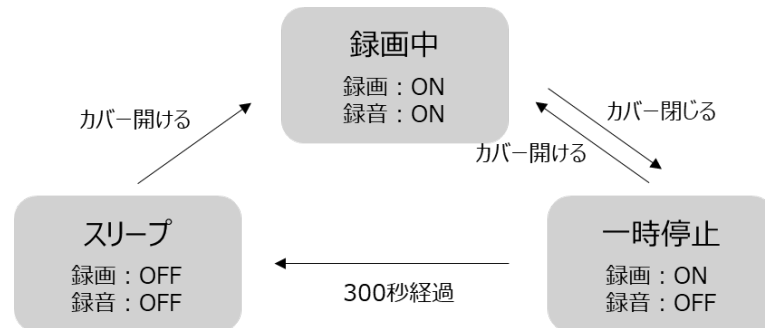 録画中
録画：ON
録音：ON
カバー開ける
カバー閉じる
カバー開ける
スリープ
録画：OFF
録音：OFF
一時停止
録画：ON
録音：OFF
300秒経過